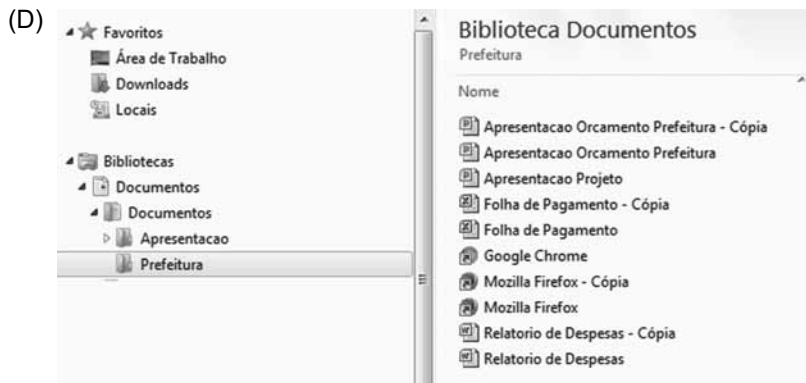 (D)
Favoritos
Área de Trabalho
Downloads
Locais
Bibliotecas
Documentos
Documentos
Apresentacao
Prefeitura
Biblioteca Documentos
Prefeitura
Nome
Apresentacao Orcamento Prefeitura - Cópia
Apresentacao Orcamento Prefeitura
Apresentacao Projeto
Folha de Pagamento - Cópia
Folha de Pagamento
Google Chrome
Mozilla Firefox - Cópia
Mozilla Firefox
Relatorio de Despesas - Cópia
Relatorio de Despesas